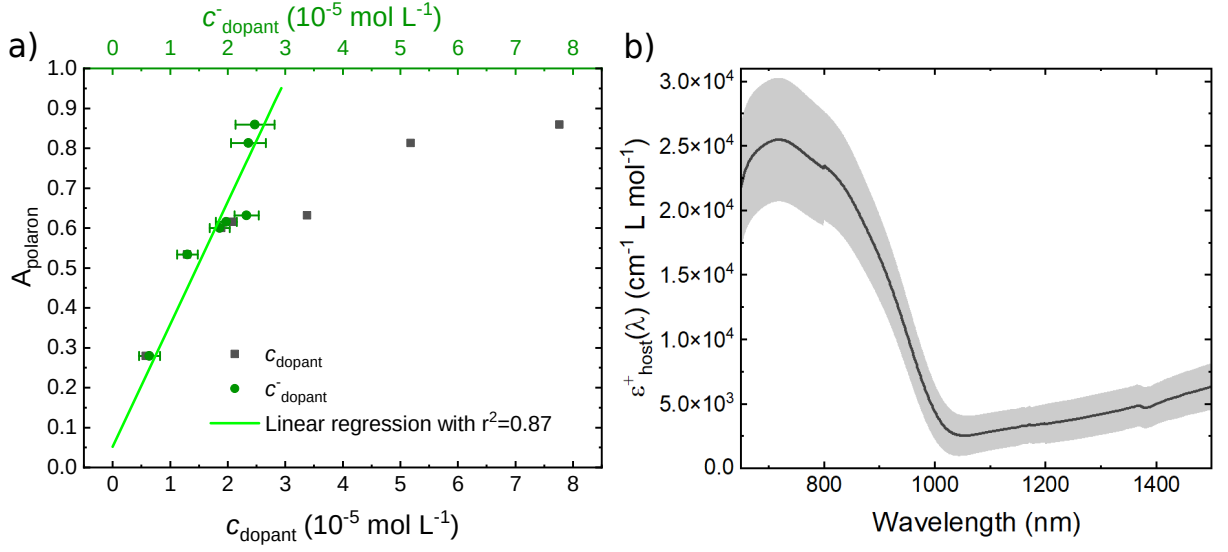 a)
c⁻dopant (10⁻⁵ mol L⁻¹)
0 1 2 3 4 5 6 7 8
1.0
0.9
0.8
0.7
0.6
0.5
0.4
0.3
0.2
0.1
0.0
Apolaron
cdopant
c⁻dopant
Linear regression with r²=0.87
0 1 2 3 4 5 6 7 8
cdopant (10⁻⁵ mol L⁻¹)
b)
3.0×10⁴
2.5×10⁴
2.0×10⁴
1.5×10⁴
1.0×10⁴
5.0×10³
0.0
ε⁺host(λ) (cm⁻¹ L mol⁻¹)
800 1000 1200 1400
Wavelength (nm)